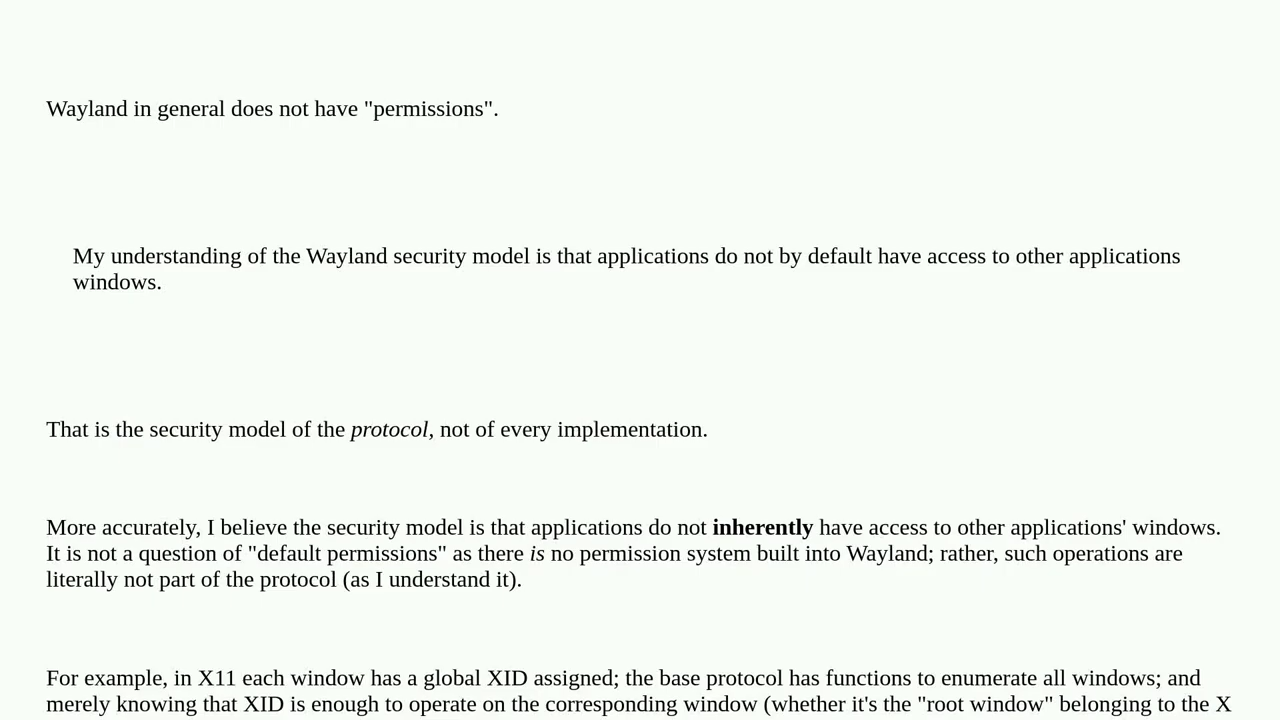 Wayland in general does not have "permissions".
My understanding of the Wayland security model is that applications do not by default have access to other applications
windows.
That is the security model of the protocol, not of every implementation.
More accurately, I believe the security model is that applications do not inherently have access to other applications' windows.
It is not a question of "default permissions" as there is no permission system built into Wayland; rather, such operations are
literally not part of the protocol (as I understand it).
For example, in X11 each window has a global XID assigned; the base protocol has functions to enumerate all windows; and
merely knowing that XID is enough to operate on the corresponding window (whether it's the "root window" belonging to the X